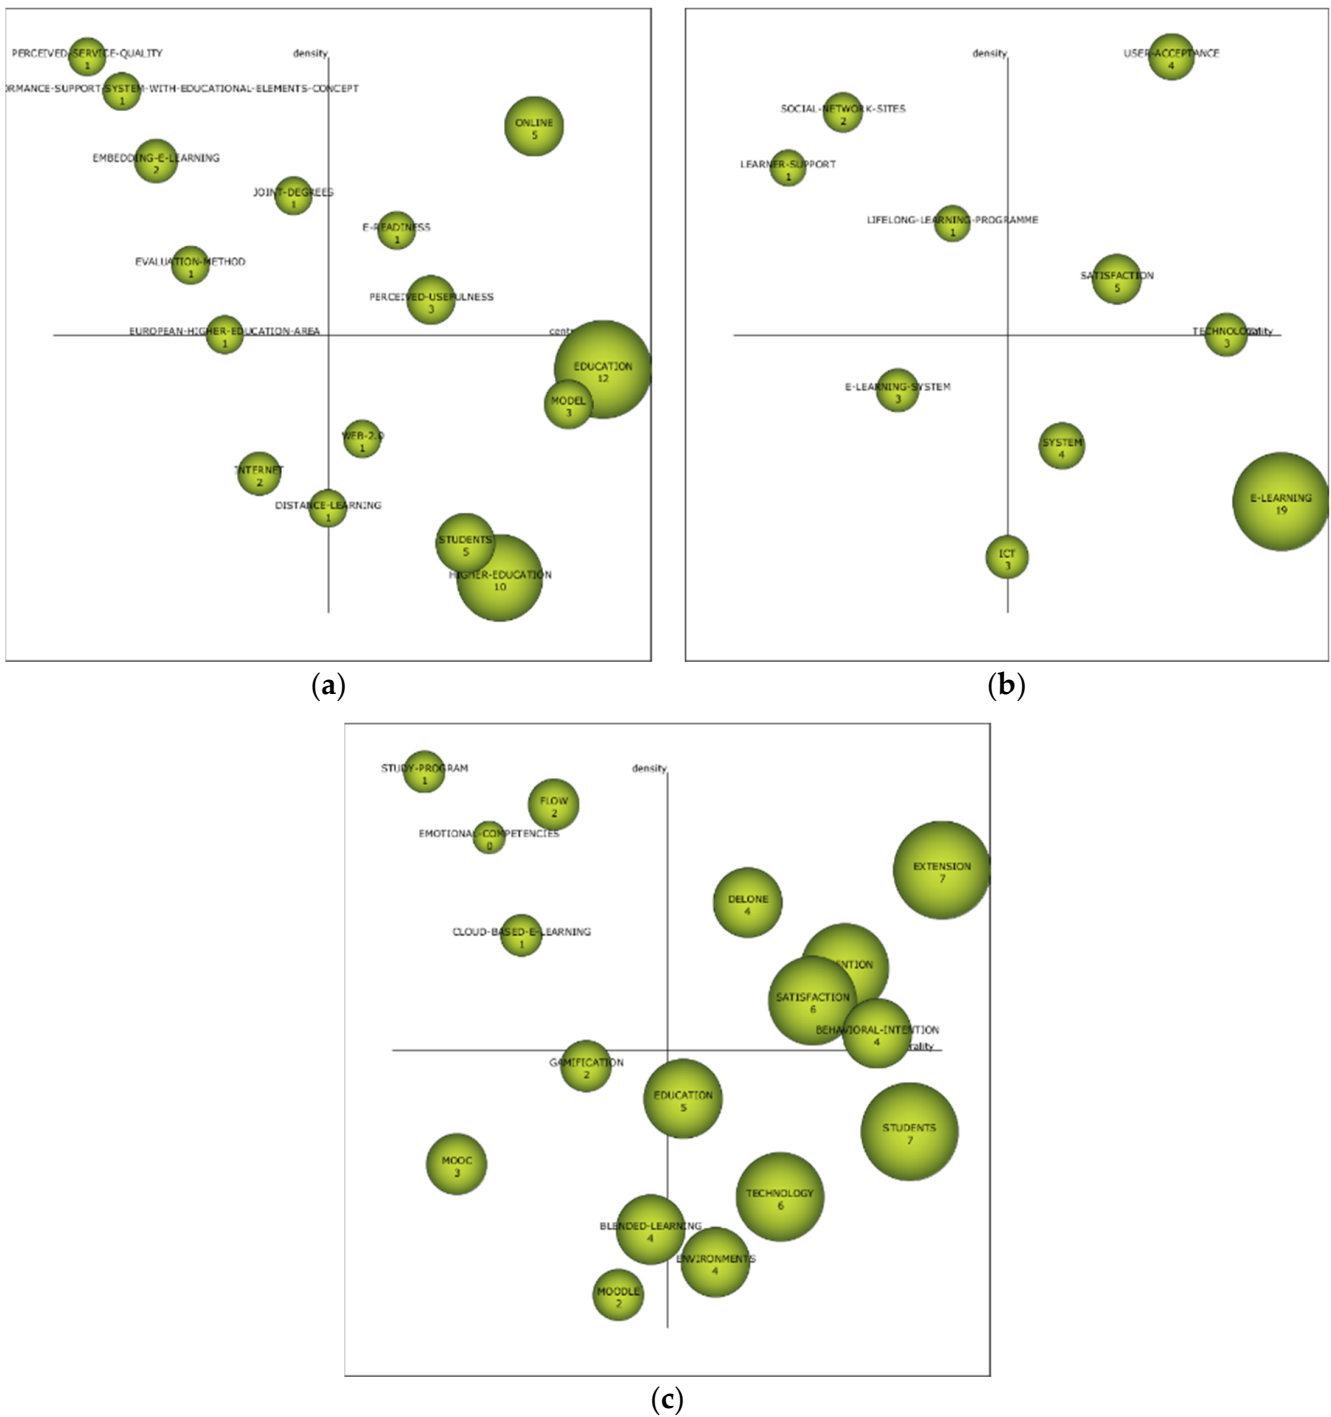 density
PERCEIVED-SERVICE-QUALITY
1
ORMANCE-SUPPORT-SYSTEM-WITH-EDUCATIONAL-ELEMENTS-CONCEPT
1
ONLINE
5
EMBEDDING-E-LEARNING
2
JOINT-DEGREES
1
E-READINESS
1
EVALUATION-METHOD
1
PERCEIVED-USEFULNESS
3
EUROPEAN-HIGHER-EDUCATION-AREA
1
centr
EDUCATION
12
MODEL
3
WEB-2.0
1
INTERNET
2
DISTANCE-LEARNING
1
STUDENTS
5
HIGHER-EDUCATION
10
(a)
density
USER-ACCEPTANCE
4
SOCIAL-NETWORK-SITES
2
LEARNER-SUPPORT
1
LIFELONG-LEARNING-PROGRAMME
1
SATISFACTION
5
TECHNOLOGY
3
E-LEARNING-SYSTEM
3
SYSTEM
4
E-LEARNING
19
ICT
3
(b)
density
STUDY-PROGRAM
1
FLOW
2
EMOTIONAL-COMPETENCIES
0
EXTENSION
7
DELONE
4
CLOUD-BASED-E-LEARNING
1
ENTION
SATISFACTION
6
BEHAVIORAL-INTENTION
4
rality
GAMIFICATION
2
EDUCATION
5
STUDENTS
7
MOOC
3
TECHNOLOGY
6
BLENDED-LEARNING
4
ENVIRONMENTS
4
MOODLE
2
(c)